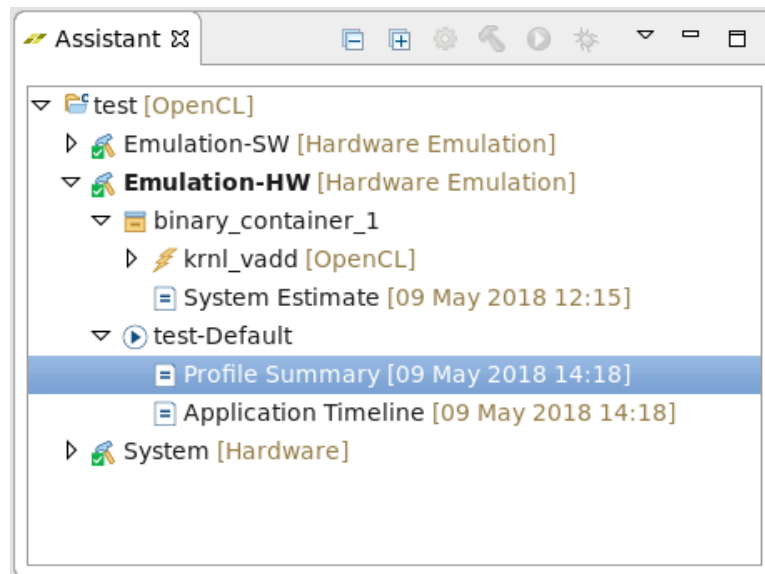 Assistant
test [OpenCL]
Emulation-SW [Hardware Emulation]
Emulation-HW [Hardware Emulation]
binary_container_1
krnl_vadd [OpenCL]
System Estimate [09 May 2018 12:15]
test-Default
Profile Summary [09 May 2018 14:18]
Application Timeline [09 May 2018 14:18]
System [Hardware]